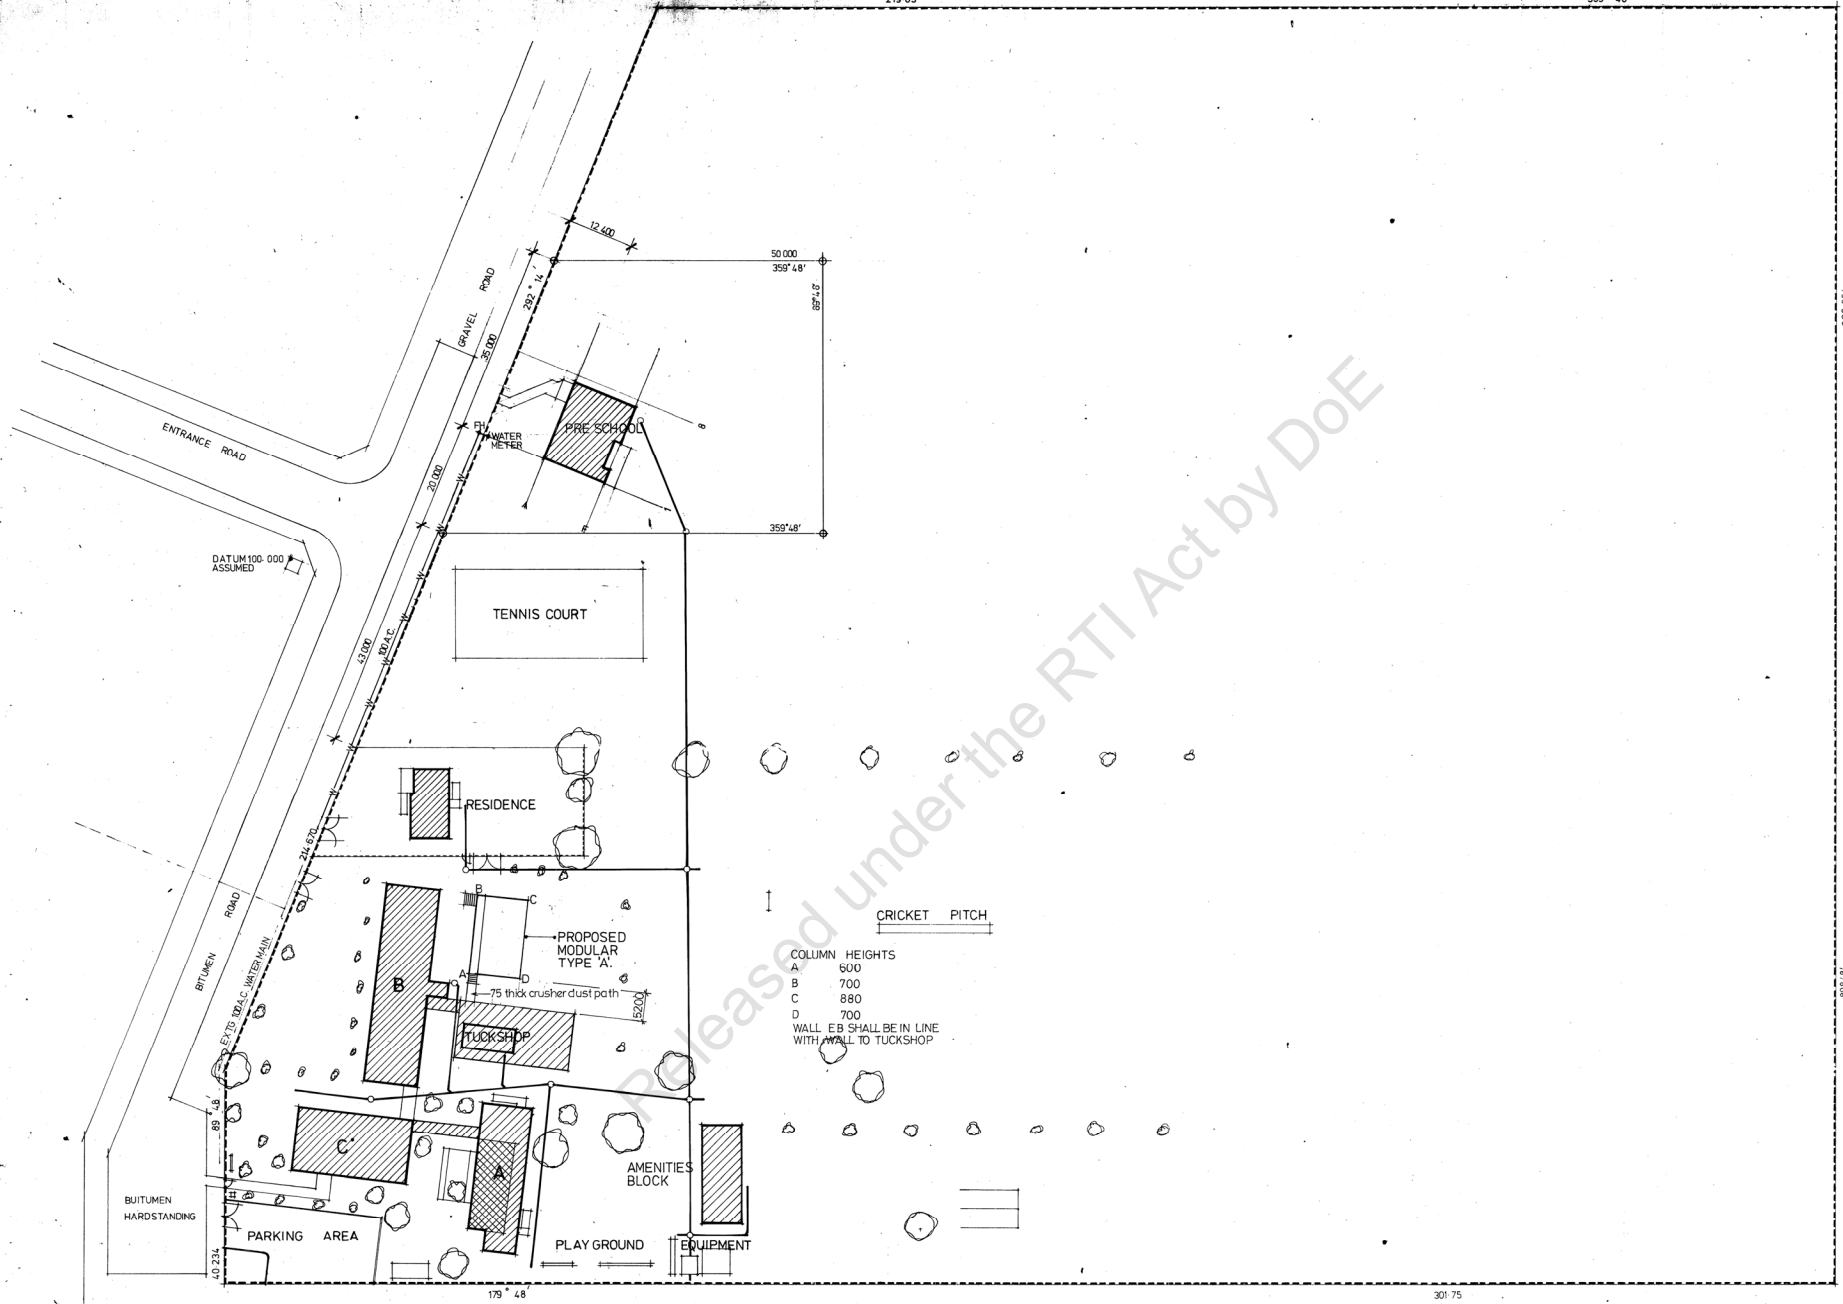 12 400
50 000
359° 48'
89° 48'
292° 14'
GRAVEL ROAD
35 000
ENTRANCE ROAD
FH
WATER
METER
PRE SCHOOL
B
1
A
F
20 000
359° 48'
DATUM 100. 000
ASSUMED
TENNIS COURT
43 000
100 A.C.
W
W
W
W
W
W
W
W
RESIDENCE
214·670
BITUMEN ROAD
EXTG 100 A.C. WATER MAIN
B
C
A
D
PROPOSED
MODULAR
TYPE 'A'.
75 thick crusher dust path
5200
B
TUCKSHOP
CRICKET PITCH
COLUMN HEIGHTS
A 600
B 700
C 880
D 700
WALL EB SHALL BE IN LINE
WITH WALL TO TUCKSHOP
89° 48'
C
A
AMENITIES
BLOCK
BUITUMEN
HARDSTANDING
PARKING AREA
PLAY GROUND EQUIPMENT
40·234
179° 48'
301·75
Released under the RTI Act by DoE